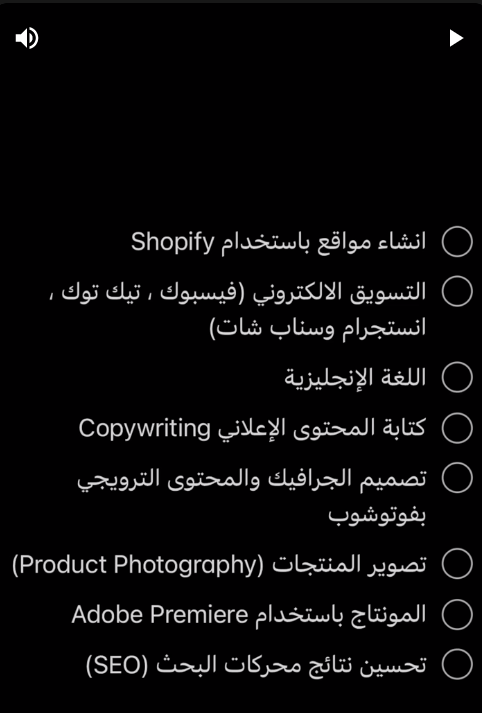 انشاء مواقع باستخدام Shopify
التسويق الالكتروني (فيسبوك ، تيك توك ،
انستجرام وسناب شات)
اللغة الإنجليزية
كتابة المحتوى الإعلاني Copywriting
تصميم الجرافيك والمحتوى الترويجي
بفوتوشوب
تصوير المنتجات (Product Photography)
المونتاج باستخدام Adobe Premiere
تحسين نتائج محركات البحث (SEO)